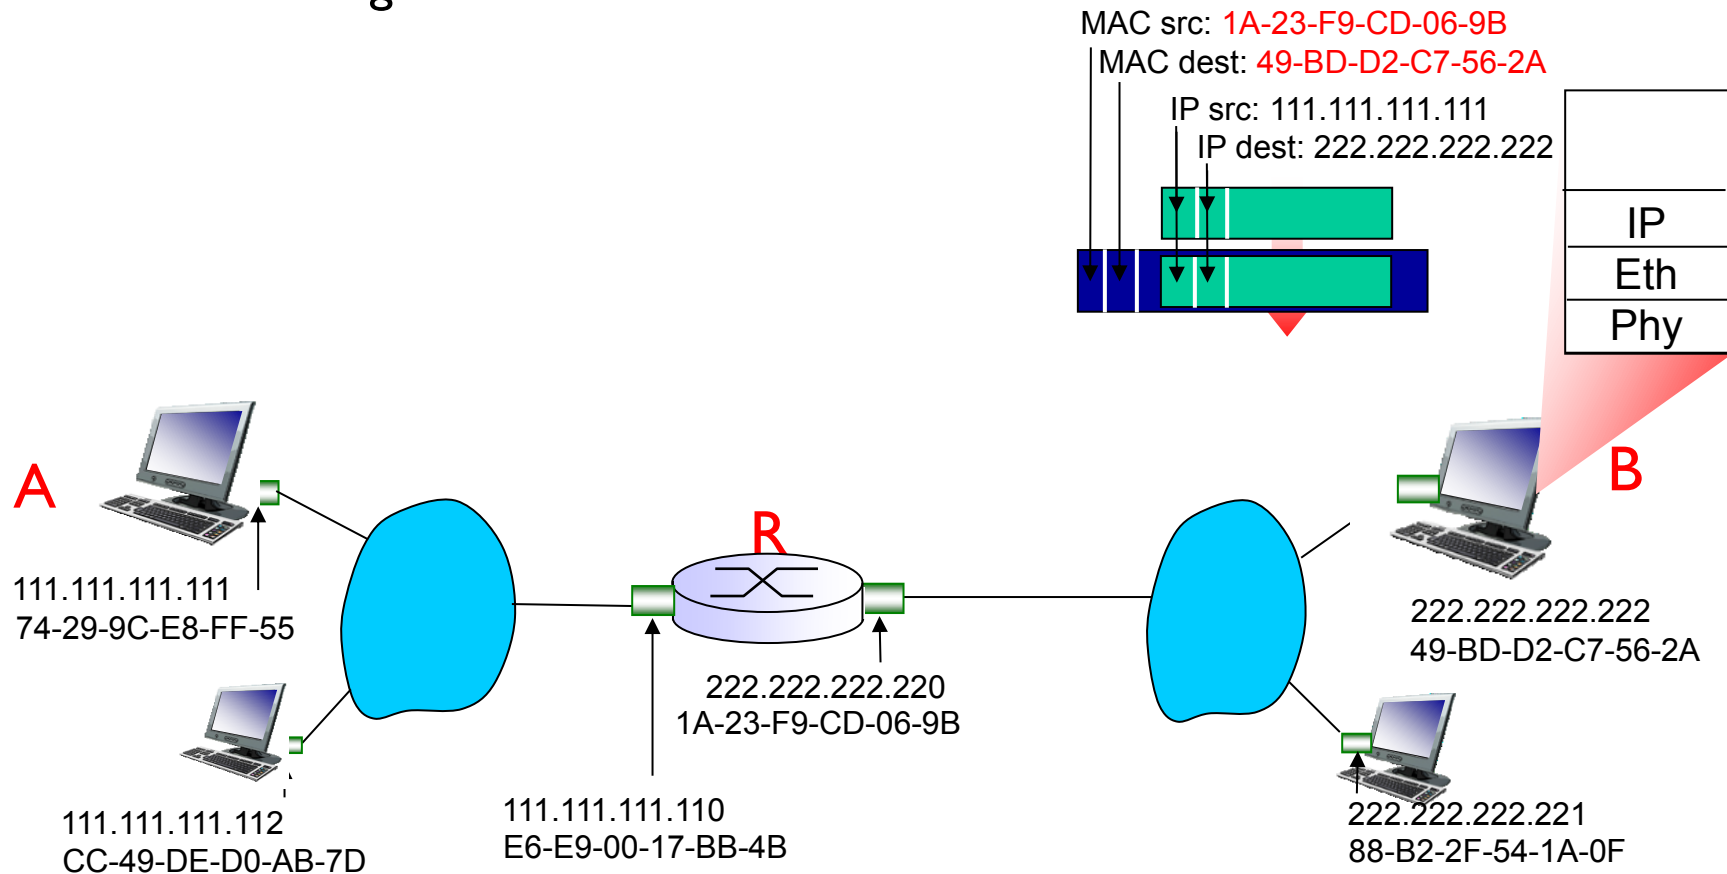 MAC src: 1A-23-F9-CD-06-9B
MAC dest: 49-BD-D2-C7-56-2A
IP src: 111.111.111.111
IP dest: 222.222.222.222
IP
Eth
Phy
A
B
R
111.111.111.111
74-29-9C-E8-FF-55
222.222.222.222
49-BD-D2-C7-56-2A
222.222.222.220
1A-23-F9-CD-06-9B
111.111.111.112
CC-49-DE-D0-AB-7D
111.111.111.110
E6-E9-00-17-BB-4B
222.222.222.221
88-B2-2F-54-1A-0F